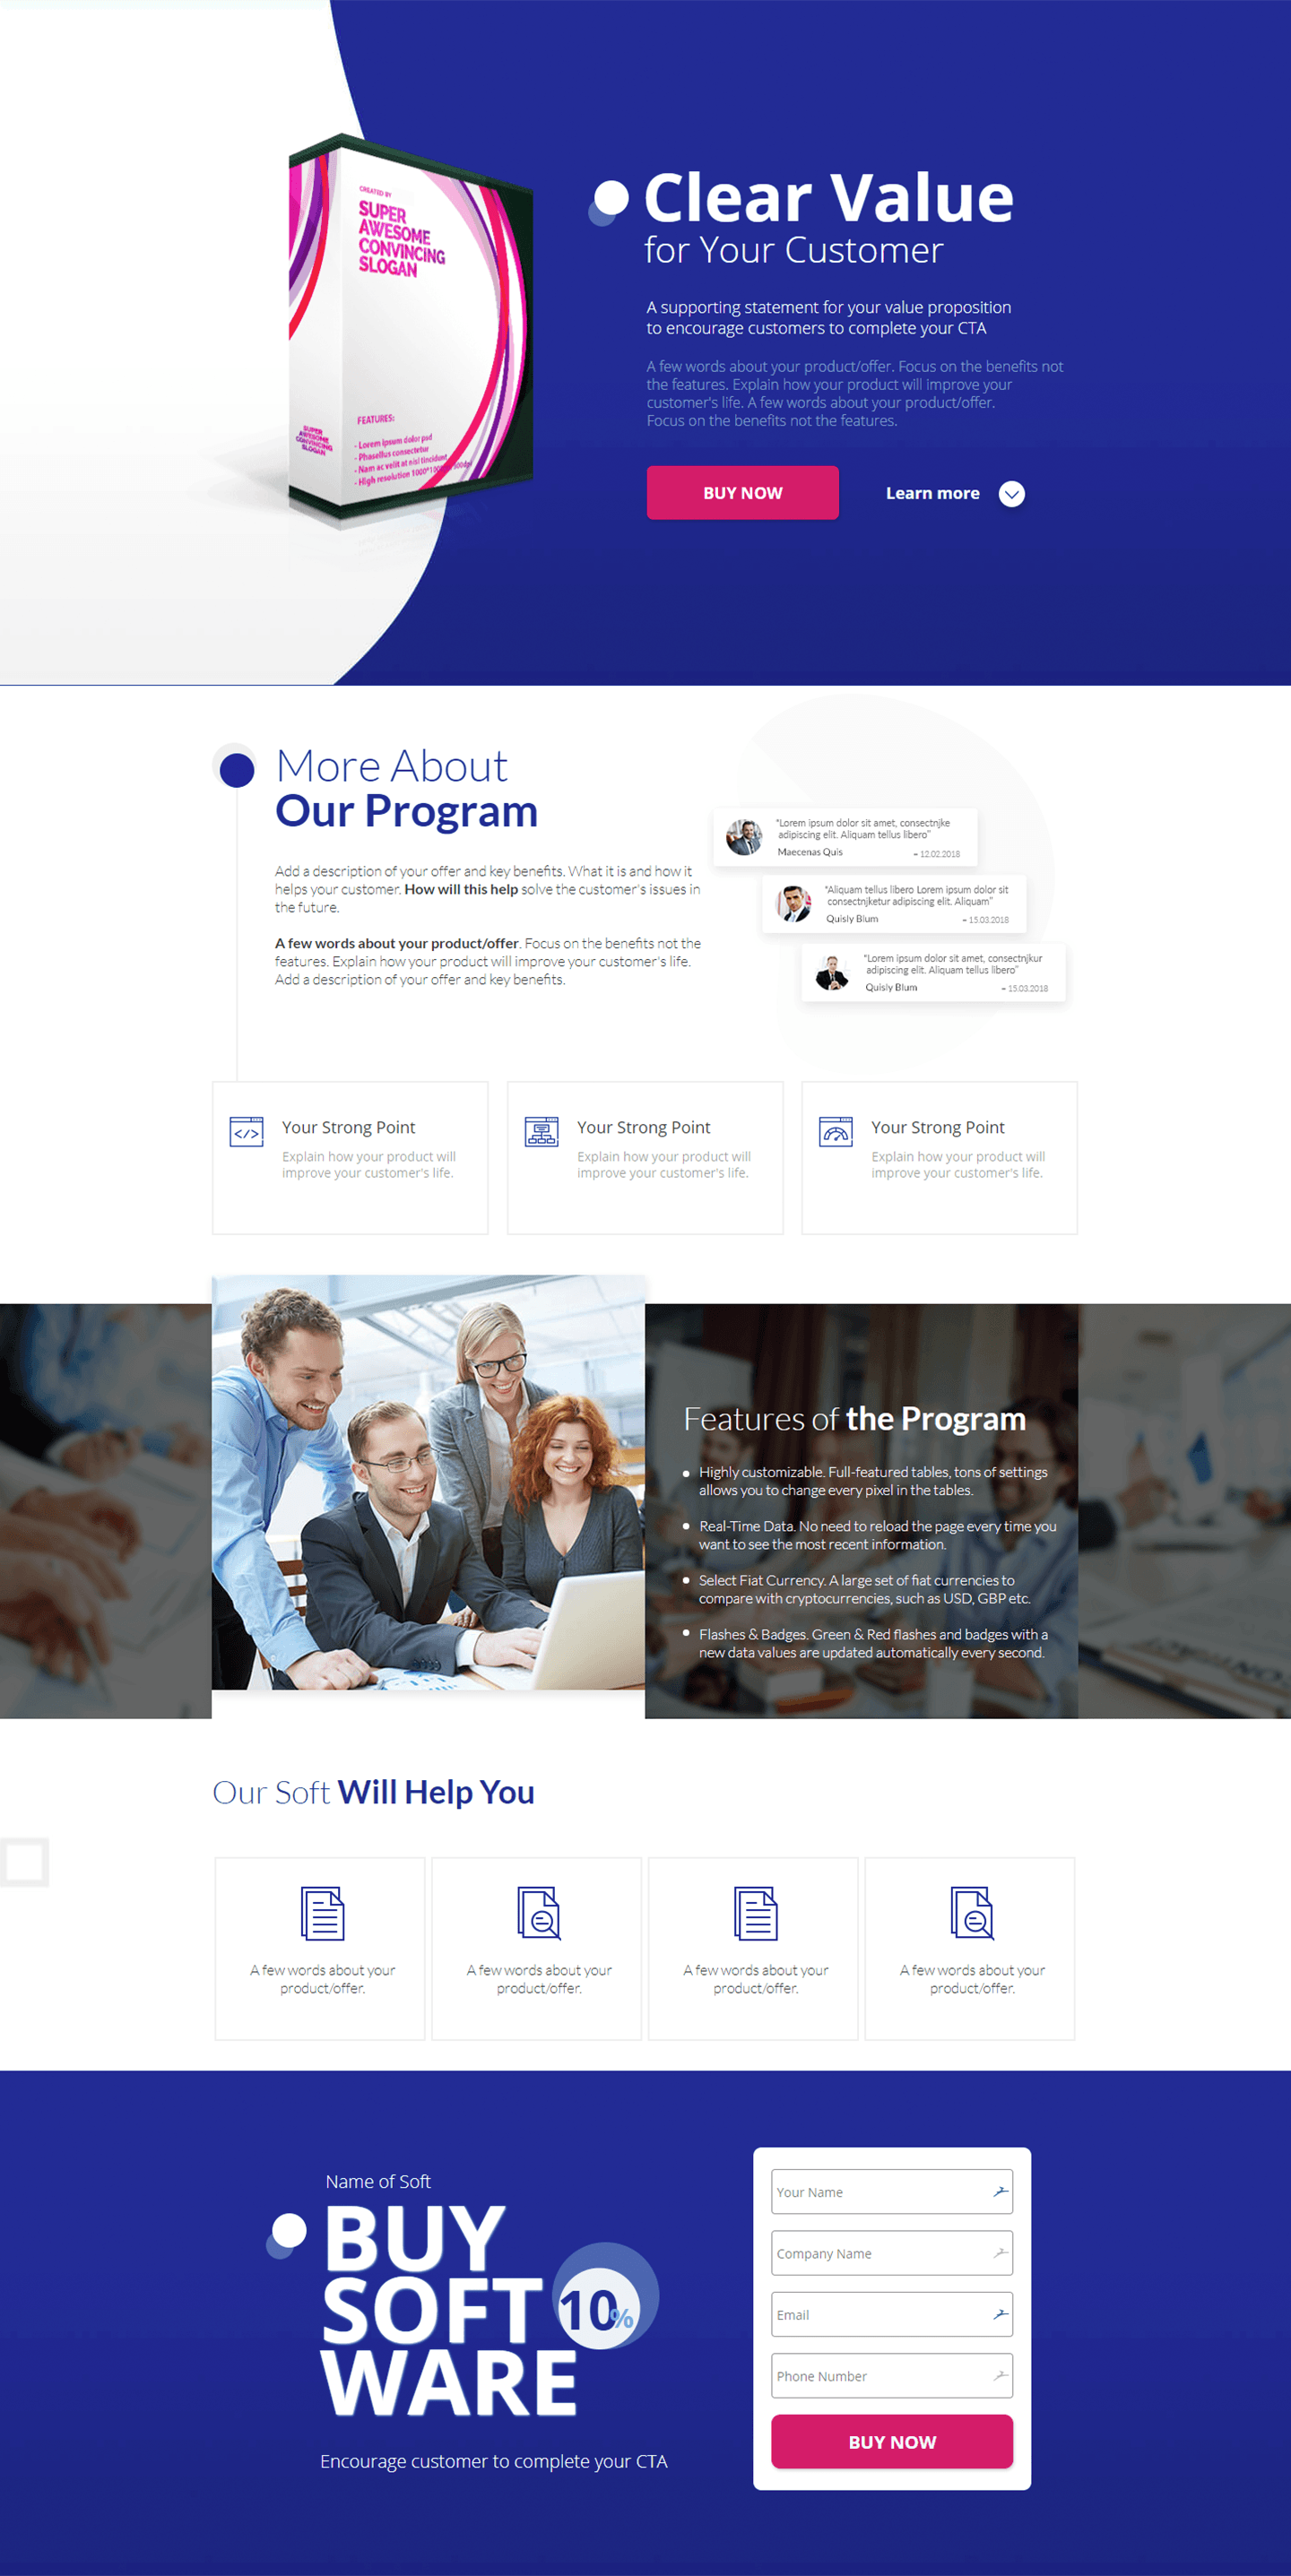 CREATED BY
SUPER
AWESOME
CONVINCING
SLOGAN
FEATURES:
- Lorem ipsum dolor psd
- Phasellus consectetur
- Nam ac velit at nisl tincidunt
- High resolution 1000*100
SUPER
AWESOME
CONVINCING
SLOGAN
Clear Value
for Your Customer
A supporting statement for your value proposition
to encourage customers to complete your CTA
A few words about your product/offer. Focus on the benefits not
the features. Explain how your product will improve your
customer's life. A few words about your product/offer.
Focus on the benefits not the features.
BUY NOW
Learn more
More About
Our Program
Add a description of your offer and key benefits. What it is and how it
helps your customer. How will this help solve the customer's issues in
the future.
A few words about your product/offer. Focus on the benefits not the
features. Explain how your product will improve your customer's life.
Add a description of your offer and key benefits.
"Lorem ipsum dolor sit amet, consectnjke
adipiscing elit. Aliquam tellus libero"
Maecenas Quis
- 12.02.2018
"Aliquam tellus libero Lorem ipsum dolor sit
consectnjketur adipiscing elit. Aliquam"
Quisly Blum
- 15.03.2018
"Lorem ipsum dolor sit amet, consectnjkur
adipiscing elit. Aliquam tellus libero"
Quisly Blum
- 15.03.2018
Your Strong Point
Explain how your product will
improve your customer's life.
Your Strong Point
Explain how your product will
improve your customer's life.
Your Strong Point
Explain how your product will
improve your customer's life.
Features of the Program
Highly customizable. Full-featured tables, tons of settings
allows you to change every pixel in the tables.
Real-Time Data. No need to reload the page every time you
want to see the most recent information.
Select Fiat Currency. A large set of fiat currencies to
compare with cryptocurrencies, such as USD, GBP etc.
Flashes & Badges. Green & Red flashes and badges with a
new data values are updated automatically every second.
Our Soft Will Help You
A few words about your
product/offer.
A few words about your
product/offer.
A few words about your
product/offer.
A few words about your
product/offer.
Name of Soft
BUY
SOFT
WARE
10%
Encourage customer to complete your CTA
Your Name
Company Name
Email
Phone Number
BUY NOW